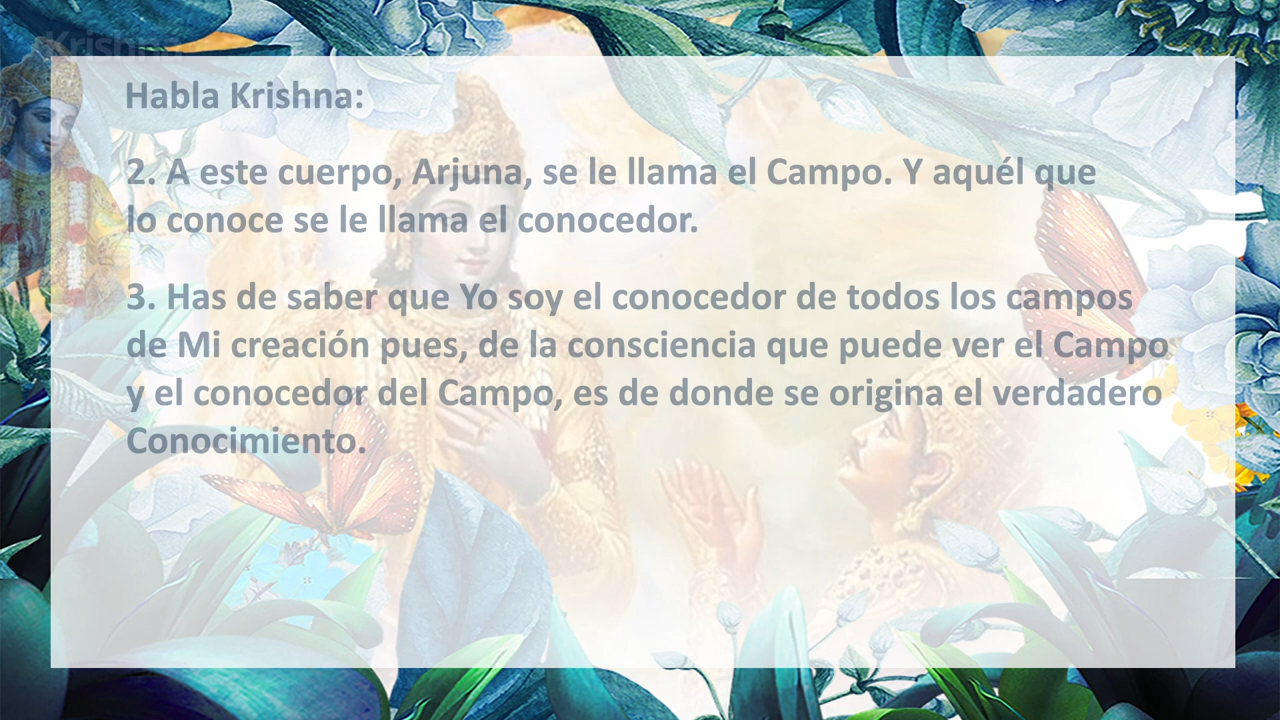 Krishna
Habla Krishna:
2. A este cuerpo, Arjuna, se le llama el Campo. Y aquél que
lo conoce se le llama el conocedor.
3. Has de saber que Yo soy el conocedor de todos los campos
de Mi creación pues, de la consciencia que puede ver el Campo
y el conocedor del Campo, es de donde se origina el verdadero
Conocimiento.